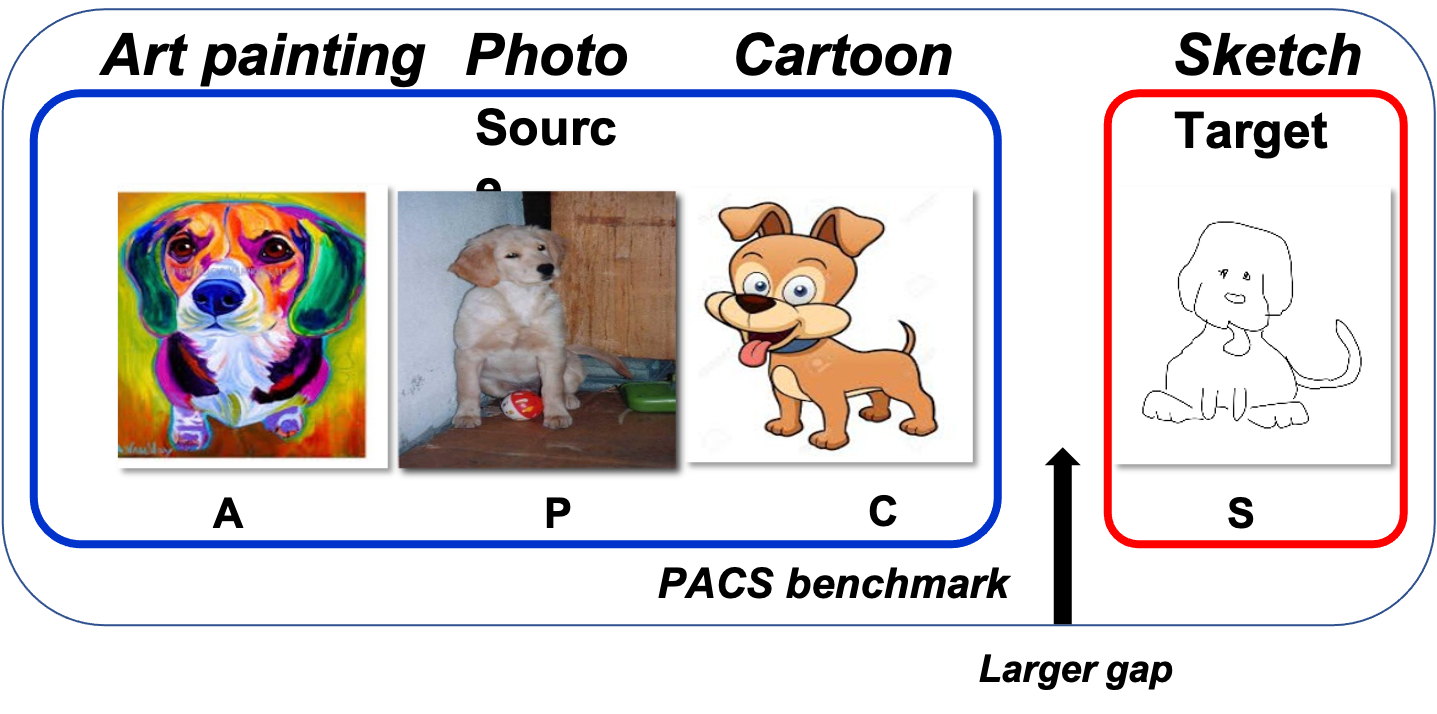 Art painting Photo Cartoon Sketch
Sourc
e
Target
A P C S
PACS benchmark
Larger gap